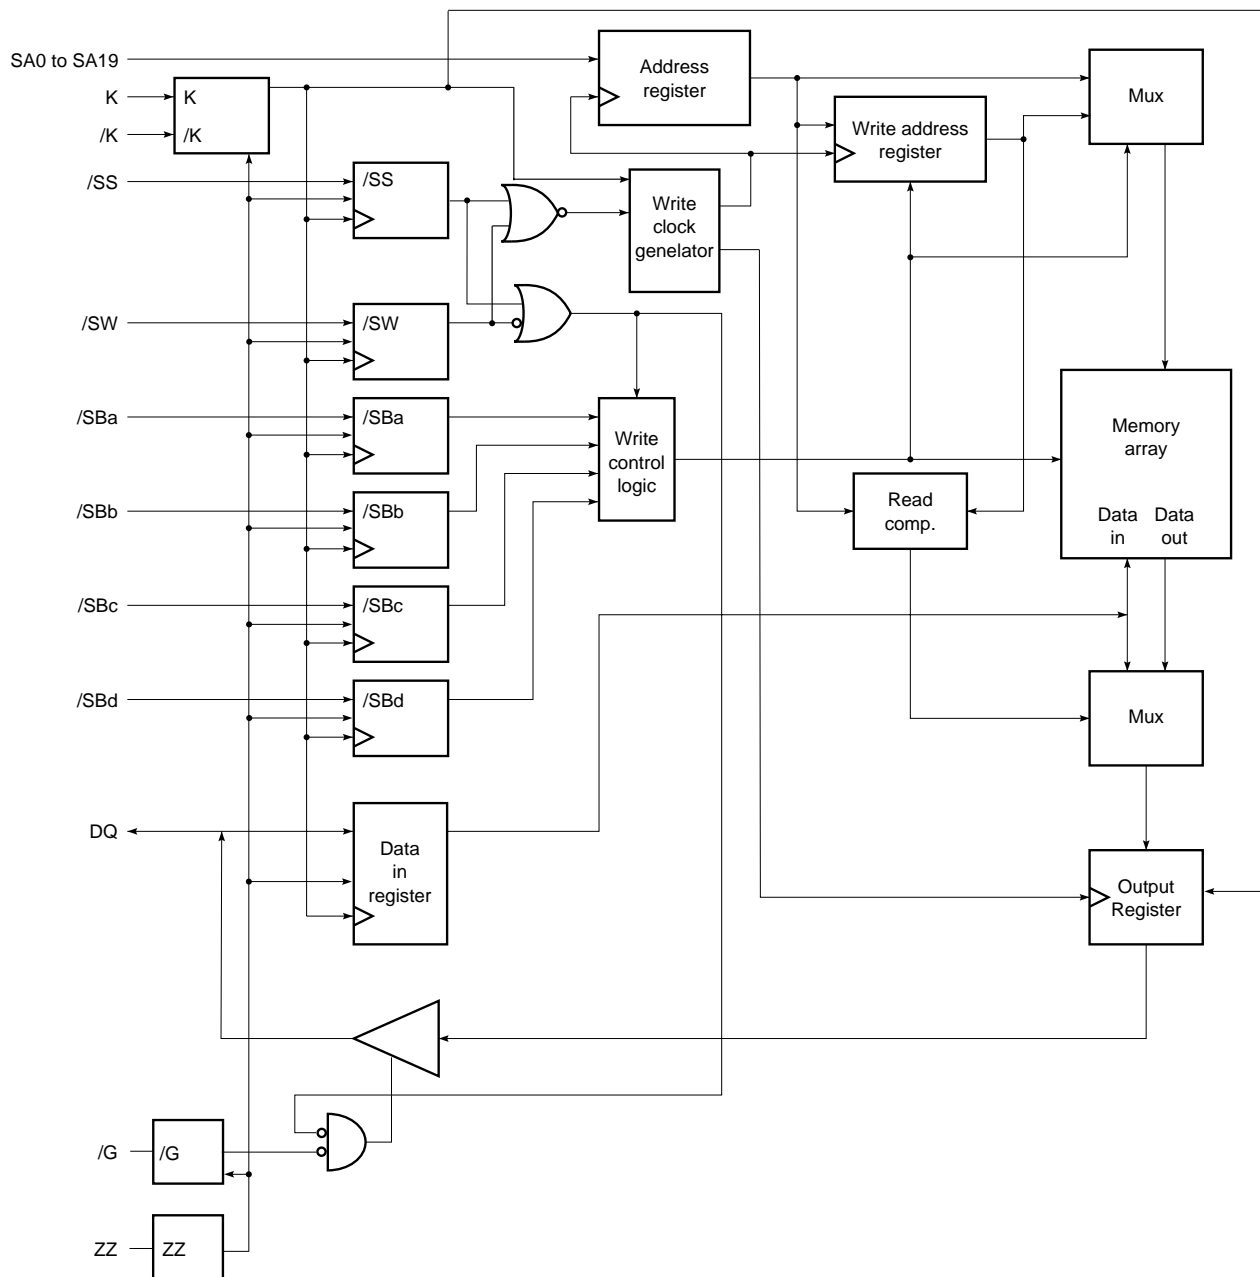 SA0 to SA19
K
/K
K
/K
Address
register
Write address
register
Mux
/SS
/SS
Write
clock
genelator
/SW
/SW
/SBa
/SBa
Write
control
logic
Memory
array
Data
in
Data
out
/SBb
/SBb
Read
comp.
/SBc
/SBc
/SBd
/SBd
Mux
DQ
Data
in
register
Output
Register
/G
/G
ZZ
ZZ